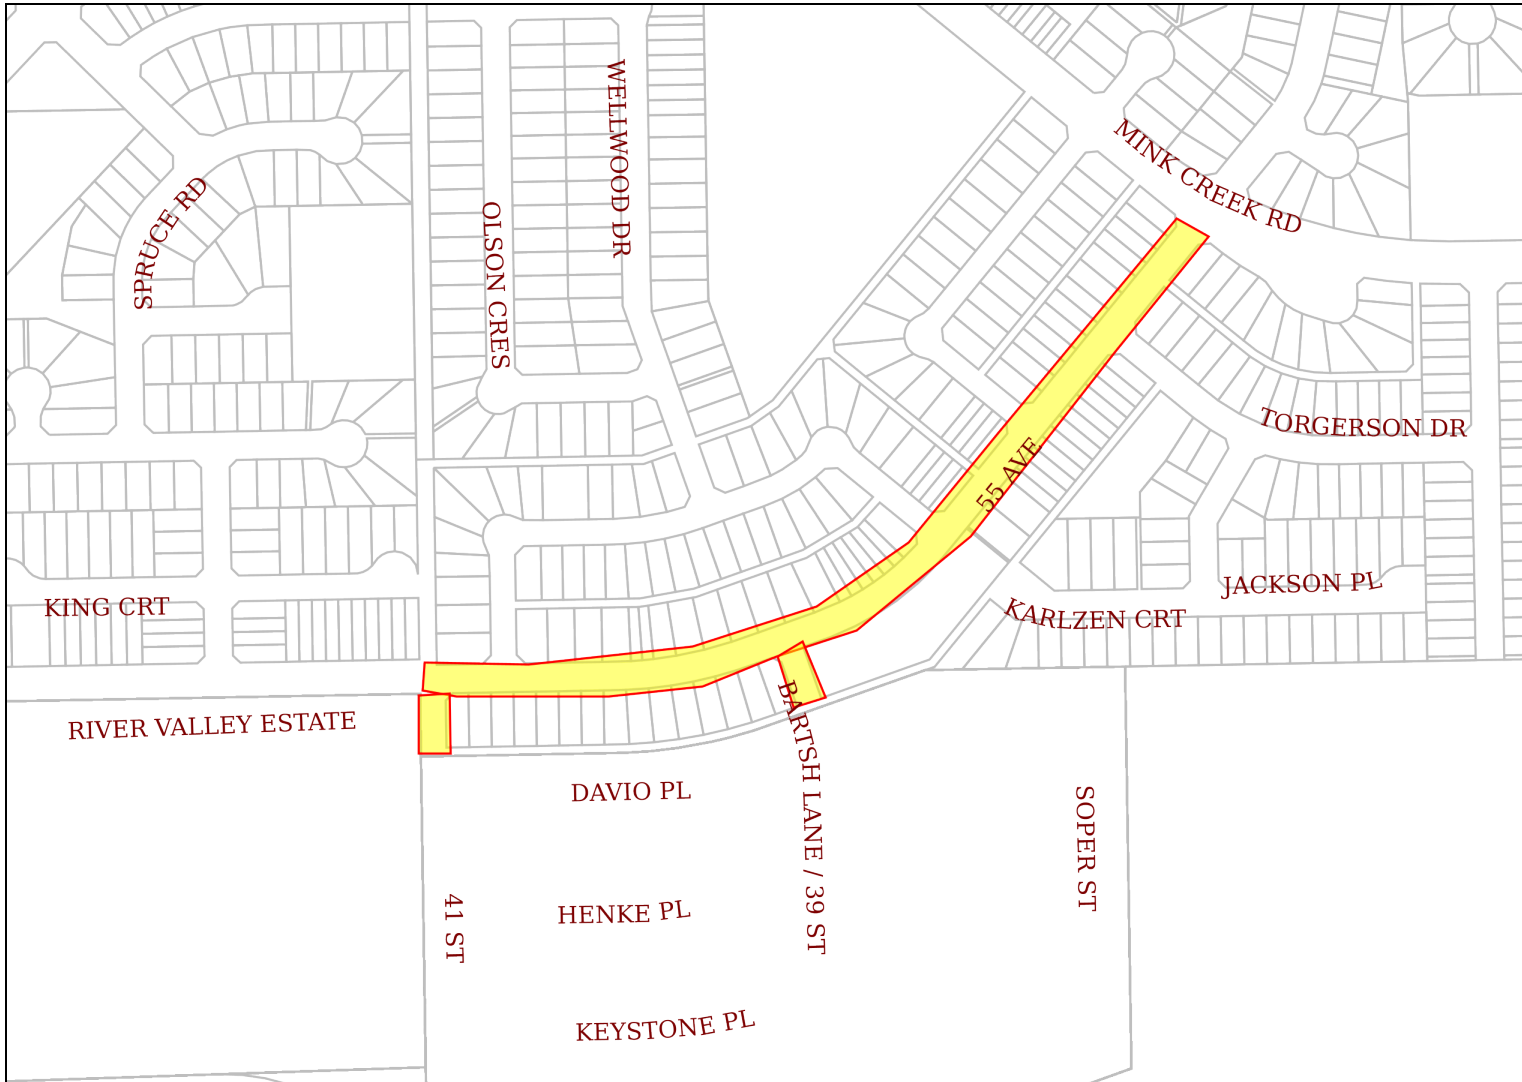 WELLWOOD DR
MINK CREEK RD
SPRUCE RD
OLSON CRES
TORGERSON DR
55 AVE
JACKSON PL
KING CRT
KARLZEN CRT
RIVER VALLEY ESTATE
BARTSH LANE / 39 ST
DAVIO PL
SOPER ST
41 ST
HENKE PL
KEYSTONE PL